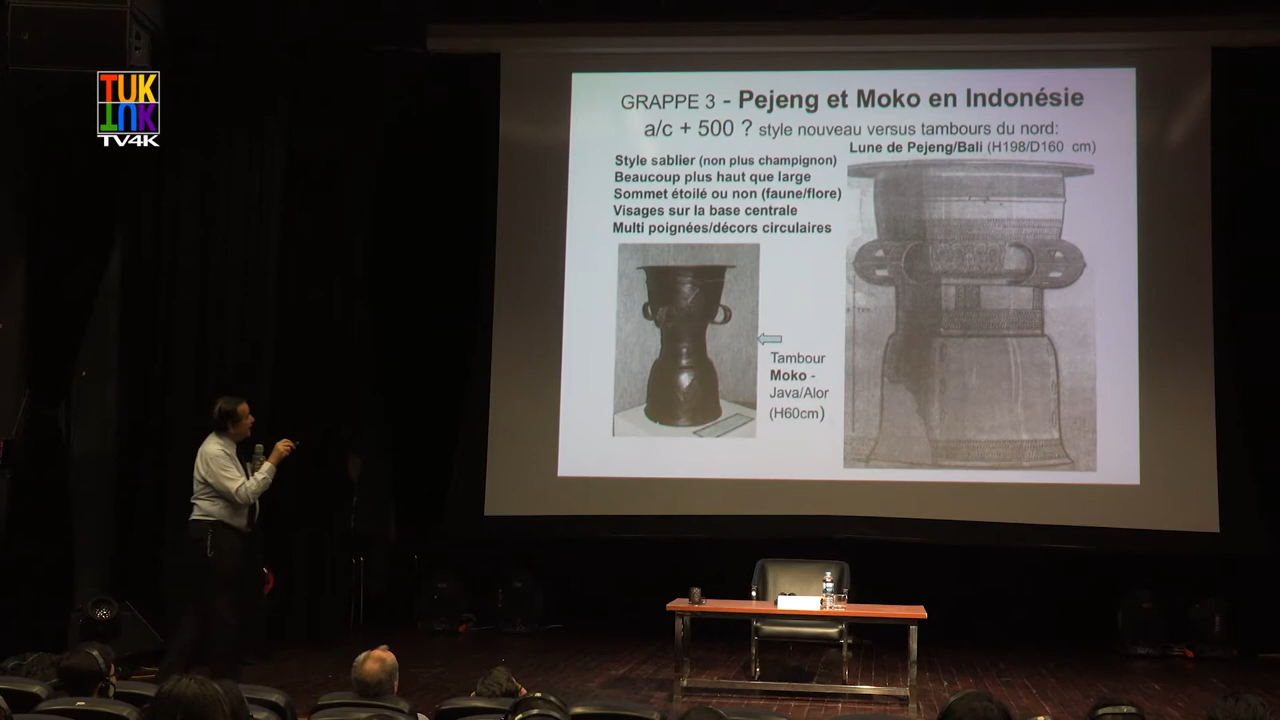 TUK
TUK
TV4K
GRAPPE 3 - Pejeng et Moko en Indonésie
a/c + 500 ? style nouveau versus tambours du nord:
Style sablier (non plus champignon)
Beaucoup plus haut que large
Sommet étoilé ou non (faune/flore)
Visages sur la base centrale
Multi poignées/décors circulaires
Lune de Pejeng/Bali (H198/D160 cm)
Tambour
Moko -
Java/Alor
(H60cm)